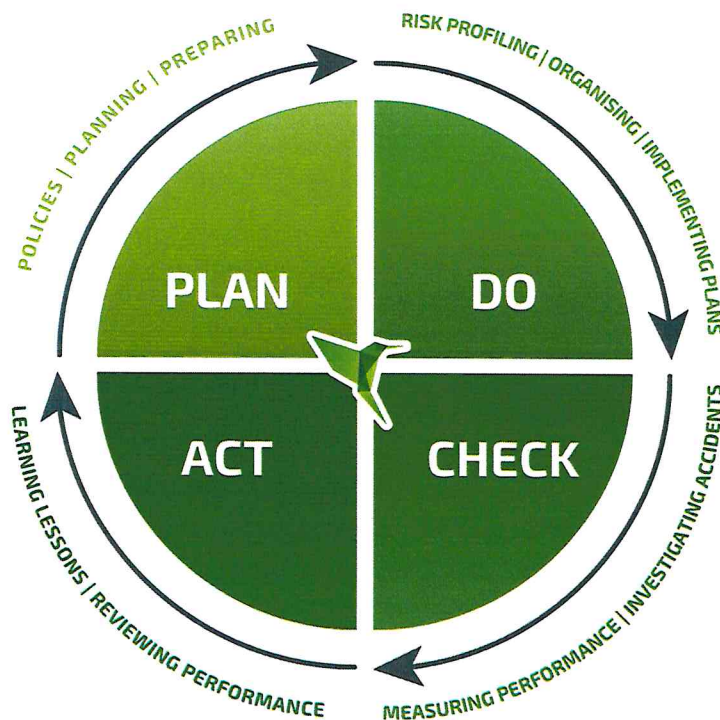 POLICIES | PLANNING | PREPARING
RISK PROFILING | ORGANISING | IMPLEMENTING PLANS
PLAN
DO
ACT
CHECK
LEARNING LESSONS | REVIEWING PERFORMANCE
MEASURING PERFORMANCE | INVESTIGATING ACCIDENTS